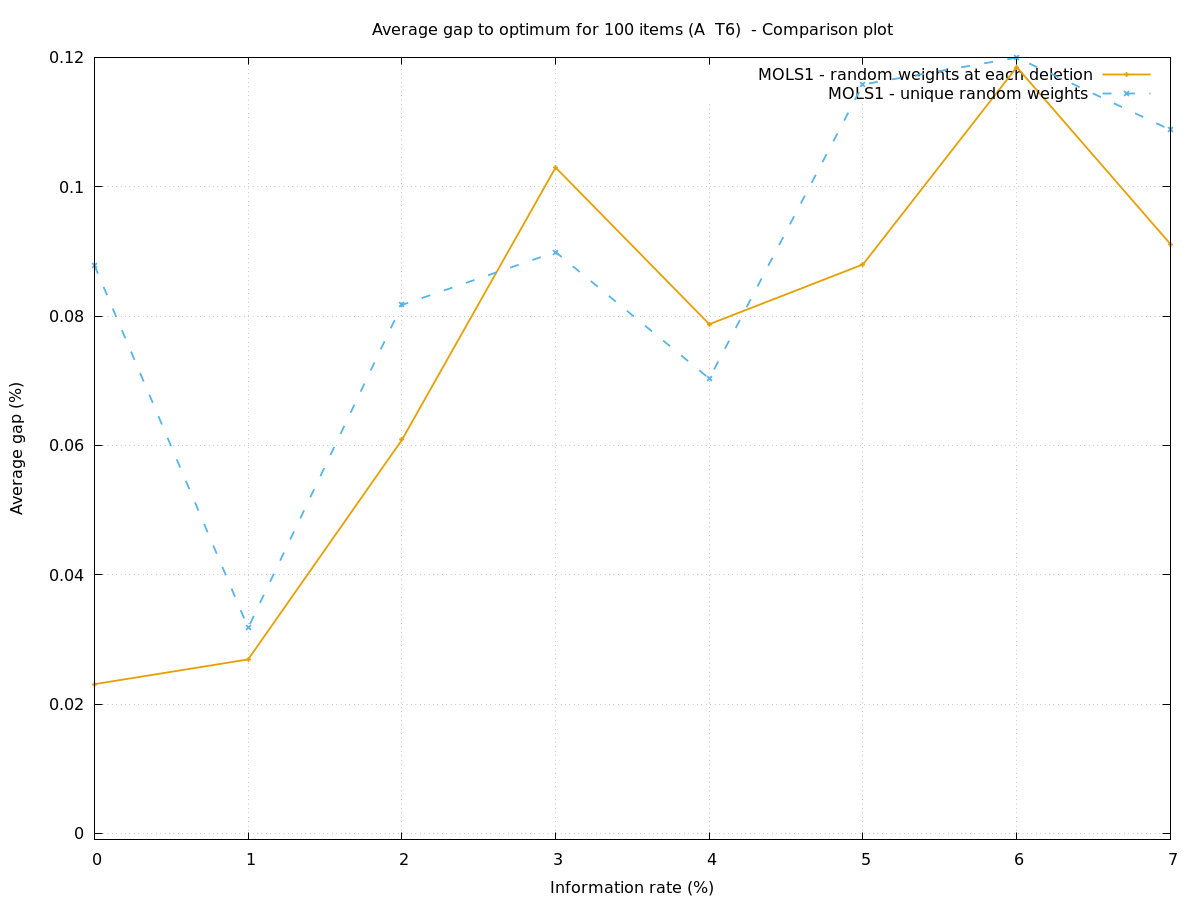 Average gap to optimum for 100 items (A  T6)  - Comparison plot
0.12
MOLS1 - random weights at each deletion
MOLS1 - unique random weights
0.1
0.08
0.06
0.04
0.02
0
Average gap (%)
0 1 2 3 4 5 6 7
Information rate (%)